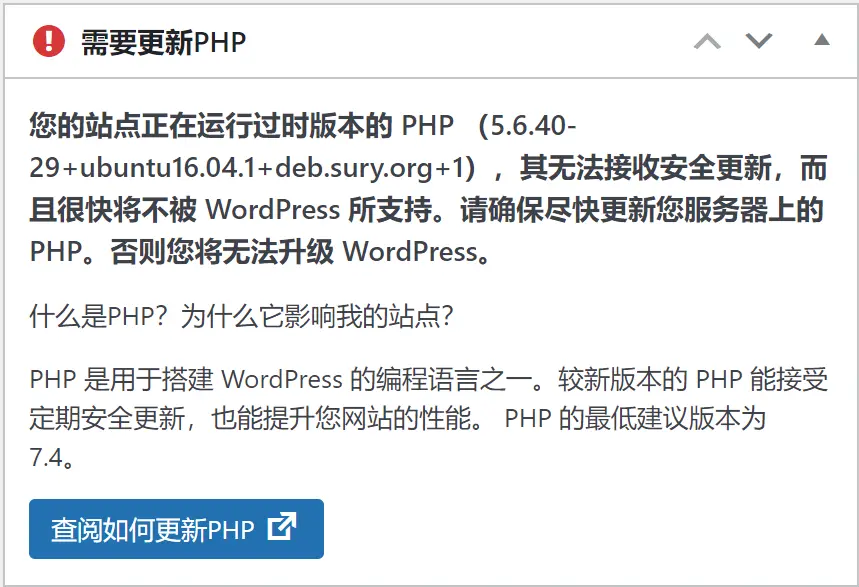 需要更新PHP
您的站点正在运行过时版本的 PHP （5.6.40-
29+ubuntu16.04.1+deb.sury.org+1），其无法接收安全更新，而
且很快将不被 WordPress 所支持。请确保尽快更新您服务器上的
PHP。否则您将无法升级 WordPress。
什么是PHP？为什么它影响我的站点？
PHP 是用于搭建 WordPress 的编程语言之一。较新版本的 PHP 能接受
定期安全更新，也能提升您网站的性能。 PHP 的最低建议版本为
7.4。
查阅如何更新PHP